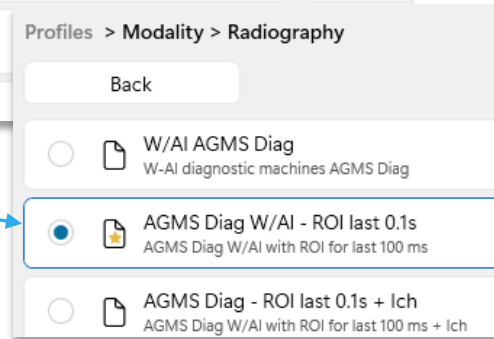 Profiles > Modality > Radiography
Back
W/AI AGMS Diag
W-AI diagnostic machines AGMS Diag
AGMS Diag W/AI - ROI last 0.1s
AGMS Diag W/AI with ROI for last 100 ms
AGMS Diag - ROI last 0.1s + Ich
AGMS Diag W/AI with ROI for last 100 ms + Ich